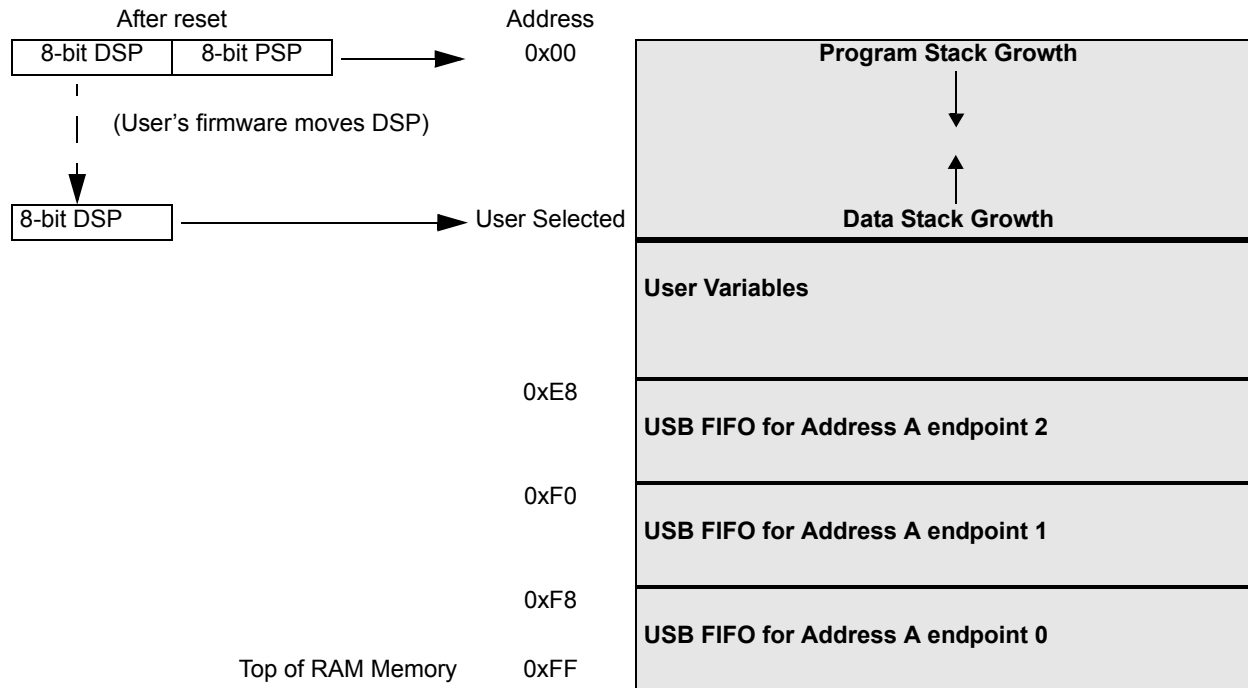 After reset
Address
8-bit DSP
8-bit PSP
0x00
Program Stack Growth
(User's firmware moves DSP)
8-bit DSP
User Selected
Data Stack Growth
User Variables
0xE8
USB FIFO for Address A endpoint 2
0xF0
USB FIFO for Address A endpoint 1
0xF8
USB FIFO for Address A endpoint 0
Top of RAM Memory
0xFF